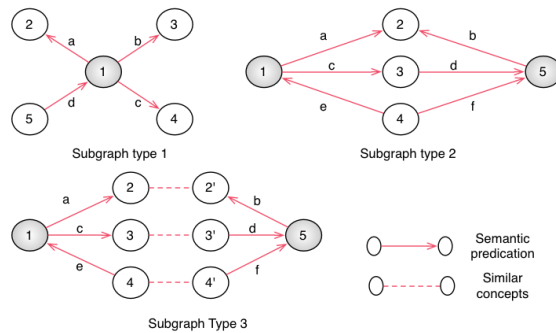 2
3
a
b
1
5
4
d
c
Subgraph type 1
2
a
b
1
c
3
d
5
e
4
f
Subgraph type 2
2
2'
a
b
1
c
3
3'
d
5
e
4
4'
f
Subgraph Type 3
Semantic
predication
Similar
concepts